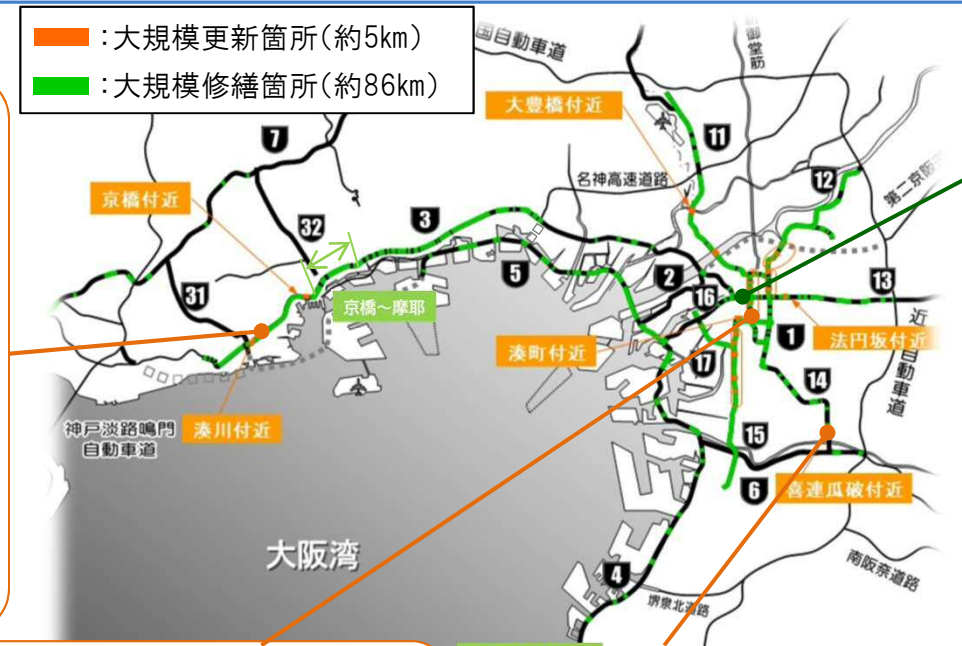 :大規模更新箇所(約5km)
:大規模修繕箇所(約86km)
国自動車道
新御堂筋
大豊橋付近
11
7
12
名神高速道路
第二京阪道
京橋付近
32
3
5
2
16
13
31
京橋～摩耶
近
自動車道
1
法円坂付近
湊町付近
17
14
神戸淡路鳴門
自動車道
湊川付近
15
6
喜連瓜破付近
大阪湾
4
南阪奈道路
堺泉北道路